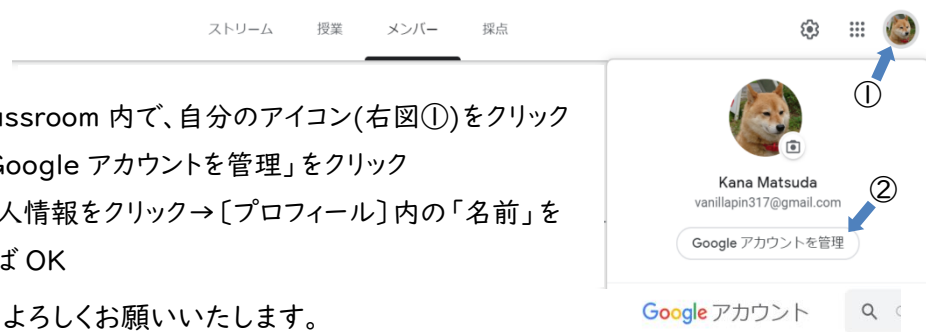 ストリーム 授業 メンバー 採点
①
ssroom 内で、自分のアイコン(右図①)をクリック
Google アカウントを管理」をクリック
人情報をクリック→〔プロフィール〕内の「名前」を
ば OK
よろしくお願いいたします。
Kana Matsuda
vanillapin317@gmail.com
②
Google アカウントを管理
Google アカウント